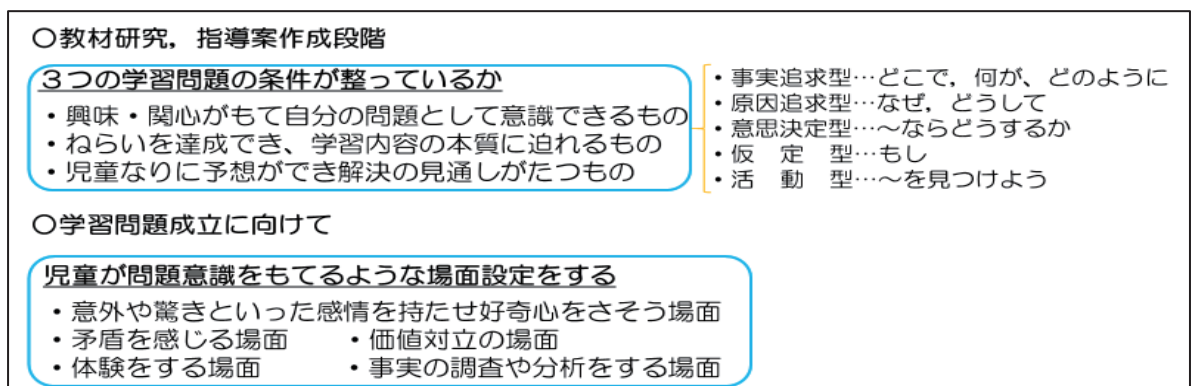 〇教材研究，指導案作成段階
３つの学習問題の条件が整っているか
・興味・関心がもて自分の問題として意識できるもの
・ねらいを達成でき、学習内容の本質に迫れるもの
・児童なりに予想ができ解決の見通しがたつもの
・事実追求型…どこで，何が、どのように
・原因追求型…なぜ，どうして
・意思決定型…～ならどうするか
・仮　定　型…もし
・活　動　型…～を見つけよう
〇学習問題成立に向けて
児童が問題意識をもてるような場面設定をする
・意外や驚きといった感情を持たせ好奇心をさそう場面
・矛盾を感じる場面　　・価値対立の場面
・体験をする場面　　・事実の調査や分析をする場面